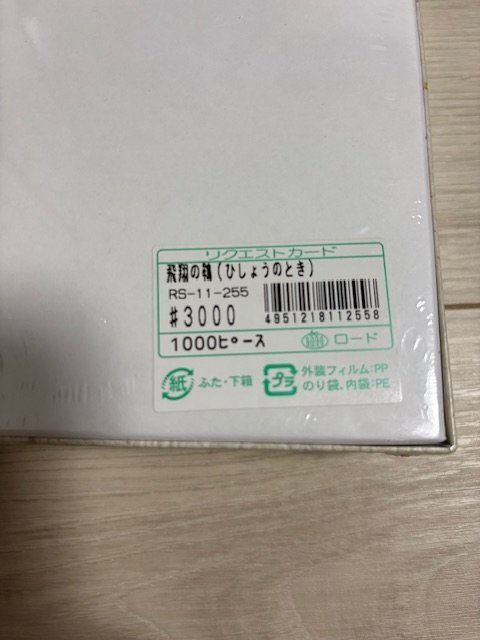 リクエストカード
飛翔の鶴(ひしょうのとき)
RS-11-255
#3000
4951218112558
1000ピース
ロード
紙 ふた・下箱
プラ 外装フィルム:PP
のり袋、内袋:PE